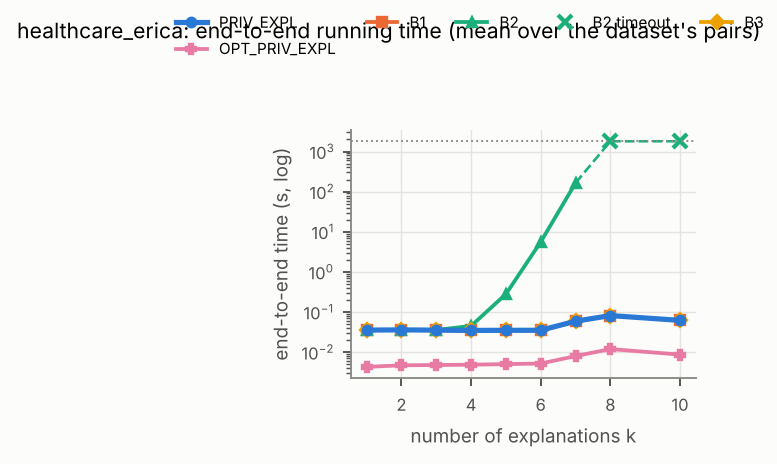 PRIV_EXPL B1 B2 B2 timeout B3
healthcare_erica: end-to-end running time (mean over the dataset's pairs)
OPT_PRIV_EXPL
end-to-end time (s, log)
10³
10²
10¹
10⁰
10⁻¹
10⁻²
2 4 6 8 10
number of explanations k